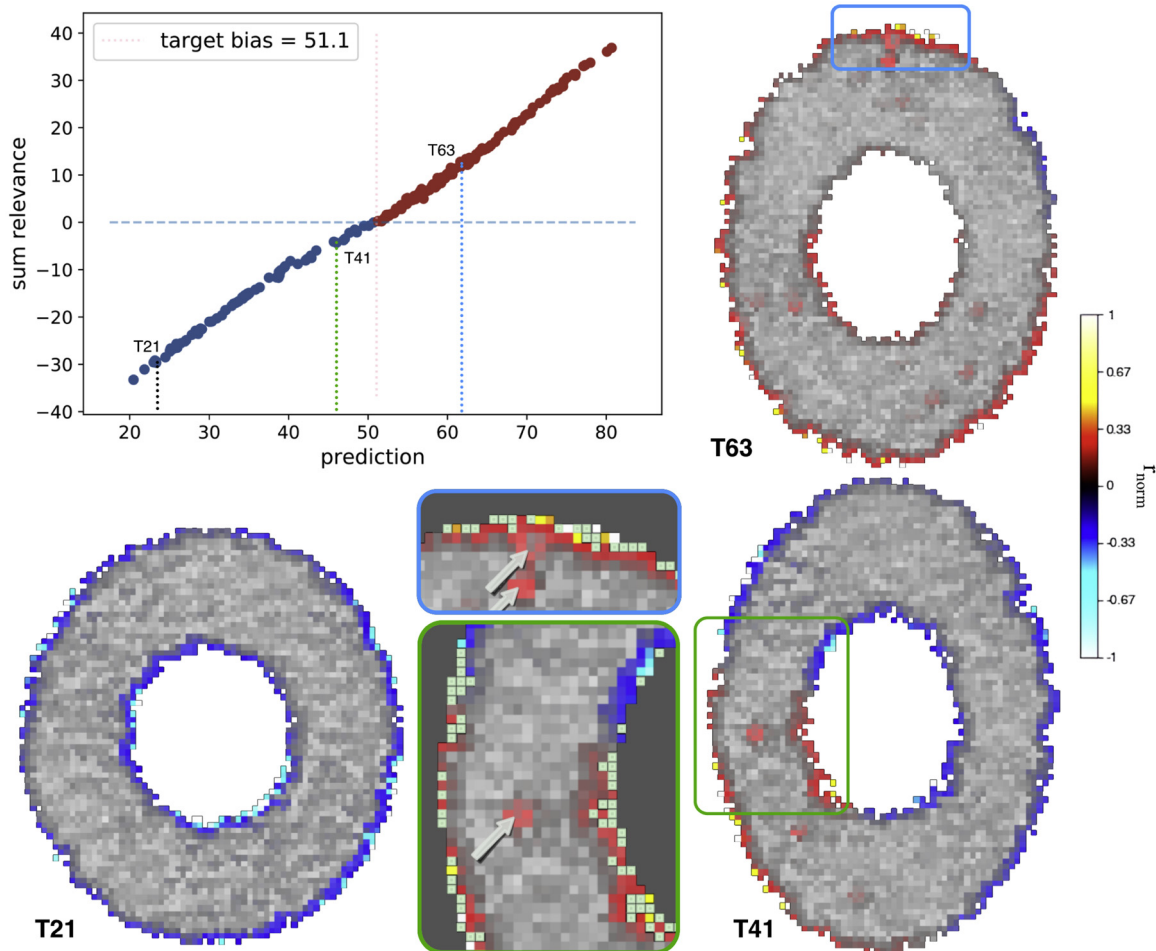 target bias = 51.1
sum relevance
40
30
20
10
0
−10
−20
−30
−40
T63
T41
T21
20
30
40
50
60
70
80
prediction
T63
1
0.67
0.33
0
-0.33
-0.67
-1
r_norm
T21
T41